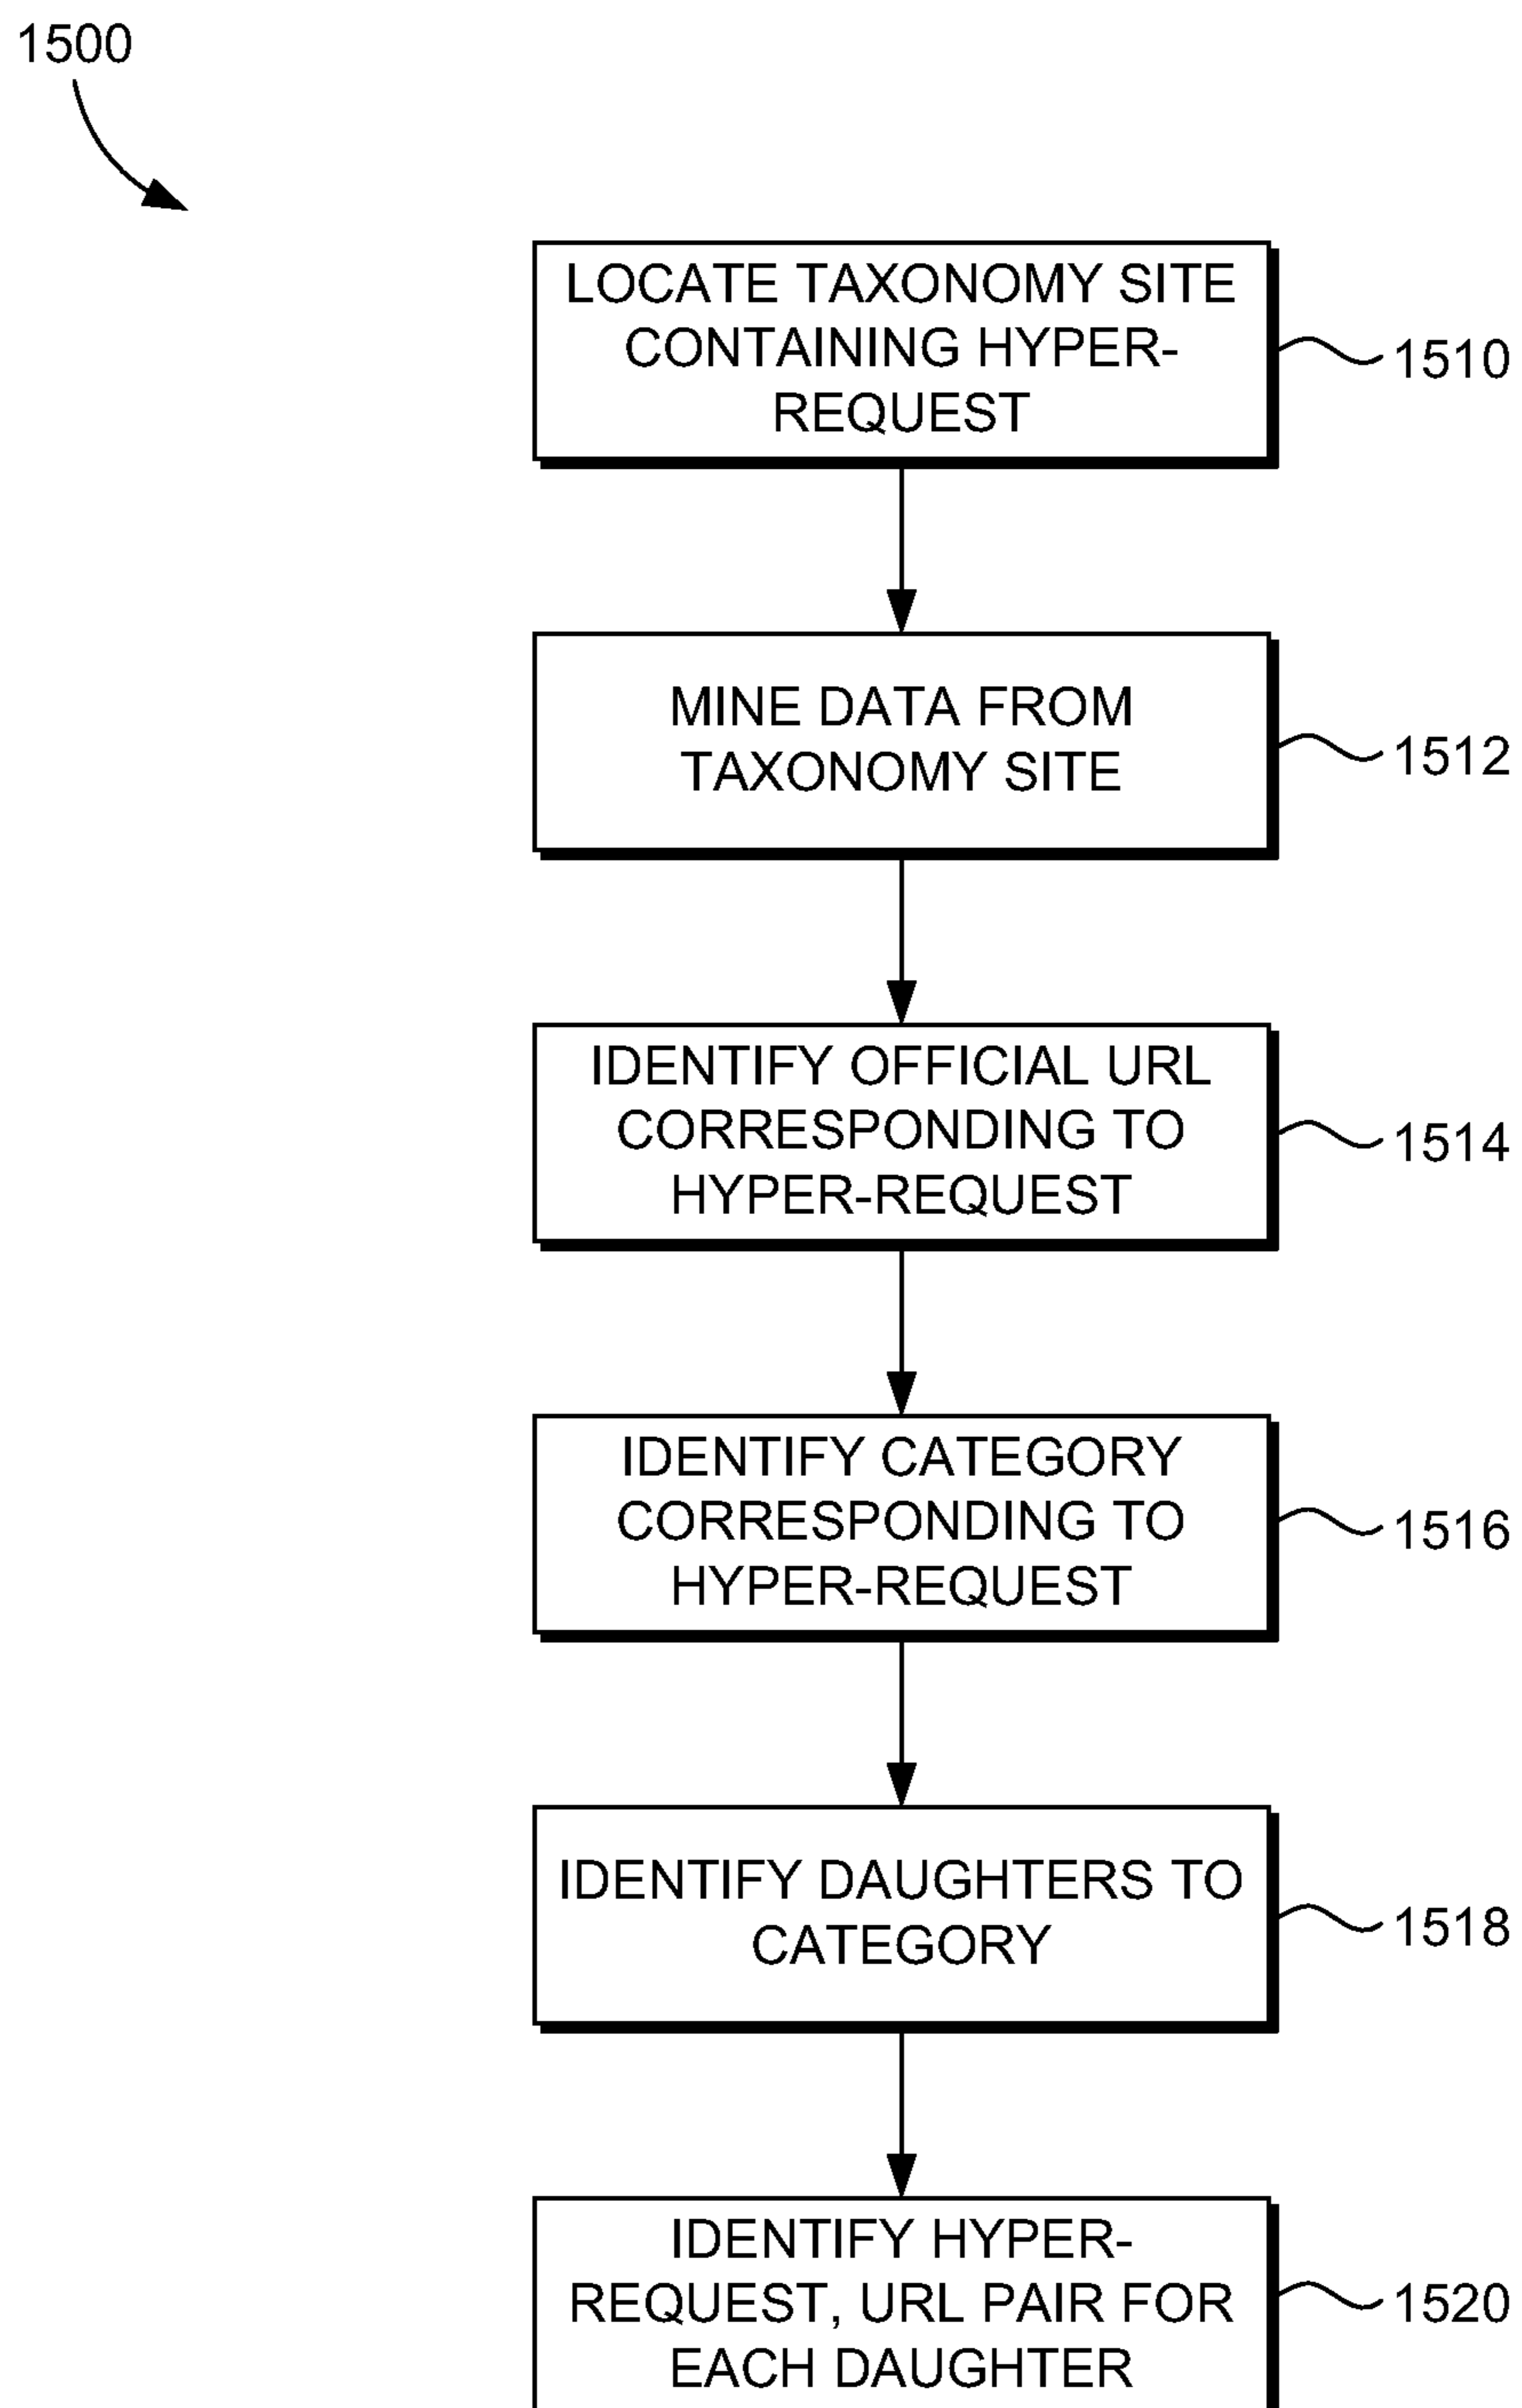 1500
LOCATE TAXONOMY SITE
CONTAINING HYPER-
REQUEST
1510
MINE DATA FROM
TAXONOMY SITE
1512
IDENTIFY OFFICIAL URL
CORRESPONDING TO
HYPER-REQUEST
1514
IDENTIFY CATEGORY
CORRESPONDING TO
HYPER-REQUEST
1516
IDENTIFY DAUGHTERS TO
CATEGORY
1518
IDENTIFY HYPER-
REQUEST, URL PAIR FOR
EACH DAUGHTER
1520